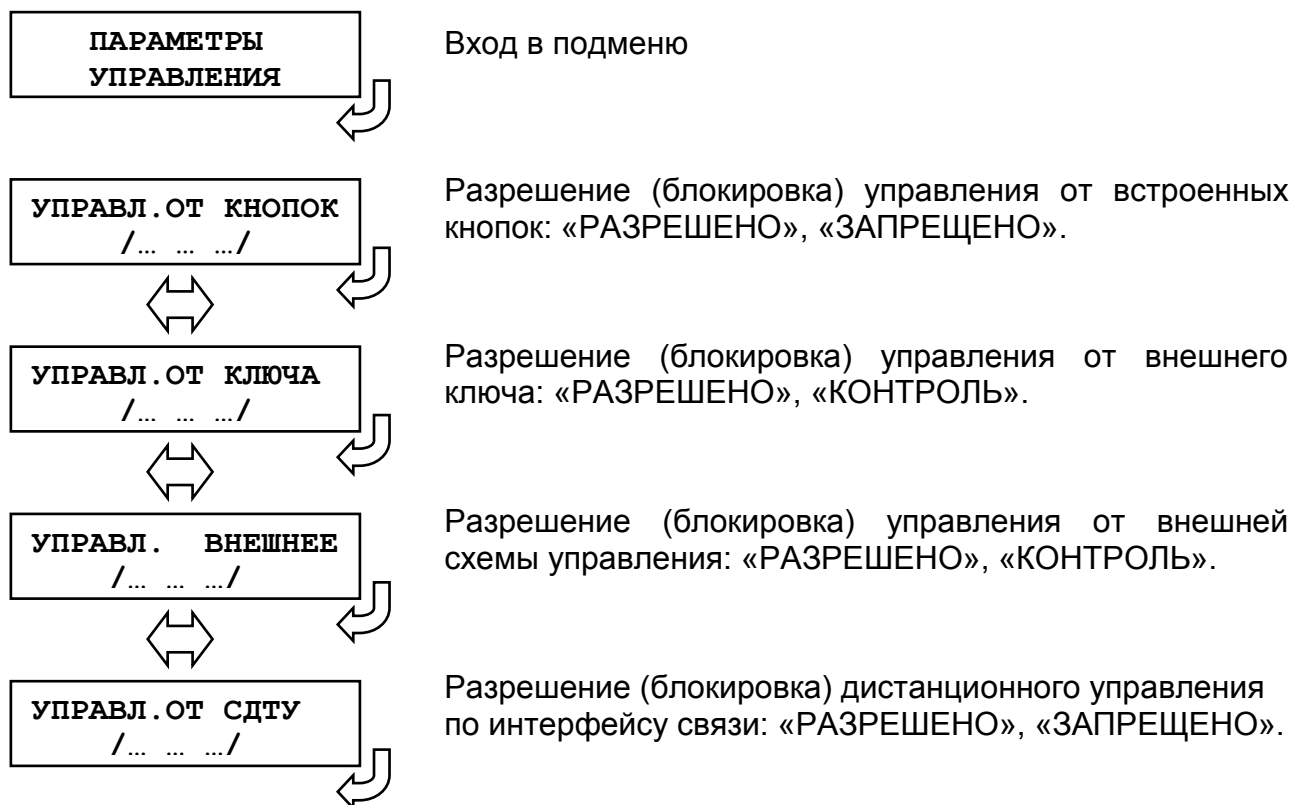 ПАРАМЕТРЫ
УПРАВЛЕНИЯ
Вход в подменю
УПРАВЛ.ОТ КНОПОК
/… … …/
Разрешение (блокировка) управления от встроенных
кнопок: «РАЗРЕШЕНО», «ЗАПРЕЩЕНО».
УПРАВЛ.ОТ КЛЮЧА
/… … …/
Разрешение (блокировка) управления от внешнего
ключа: «РАЗРЕШЕНО», «КОНТРОЛЬ».
УПРАВЛ. ВНЕШНЕЕ
/… … …/
Разрешение (блокировка) управления от внешней
схемы управления: «РАЗРЕШЕНО», «КОНТРОЛЬ».
УПРАВЛ.ОТ СДТУ
/… … …/
Разрешение (блокировка) дистанционного управления
по интерфейсу связи: «РАЗРЕШЕНО», «ЗАПРЕЩЕНО».